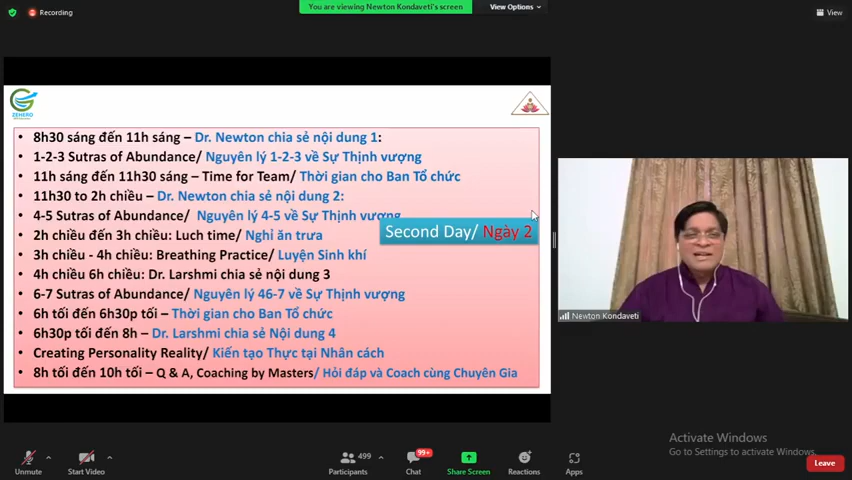 Recording
You are viewing Newton Kondaveti's screen
View Options
View
ZEHERO
8h30 sáng đến 11h sáng – Dr. Newton chia sẻ nội dung 1:
1-2-3 Sutras of Abundance/ Nguyên lý 1-2-3 về Sự Thịnh vượng
11h sáng đến 11h30 sáng – Time for Team/ Thời gian cho Ban Tổ chức
11h30 to 2h chiều – Dr. Newton chia sẻ nội dung 2:
4-5 Sutras of Abundance/ Nguyên lý 4-5 về Sự Thịnh vượng
Second Day/ Ngày 2
2h chiều đến 3h chiều: Luch time/ Nghỉ ăn trưa
3h chiều - 4h chiều: Breathing Practice/ Luyện Sinh khí
4h chiều 6h chiều: Dr. Larshmi chia sẻ nội dung 3
6-7 Sutras of Abundance/ Nguyên lý 46-7 về Sự Thịnh vượng
6h tối đến 6h30p tối – Thời gian cho Ban Tổ chức
6h30p tối đến 8h – Dr. Larshmi chia sẻ Nội dung 4
Creating Personality Reality/ Kiến tạo Thực tại Nhân cách
8h tối đến 10h tối – Q & A, Coaching by Masters/ Hỏi đáp và Coach cùng Chuyên Gia
Newton Kondaveti
Activate Windows
Go to Settings to activate Windows.
Unmute
Start Video
499
Participants
99+
Chat
Share Screen
Reactions
Apps
Leave